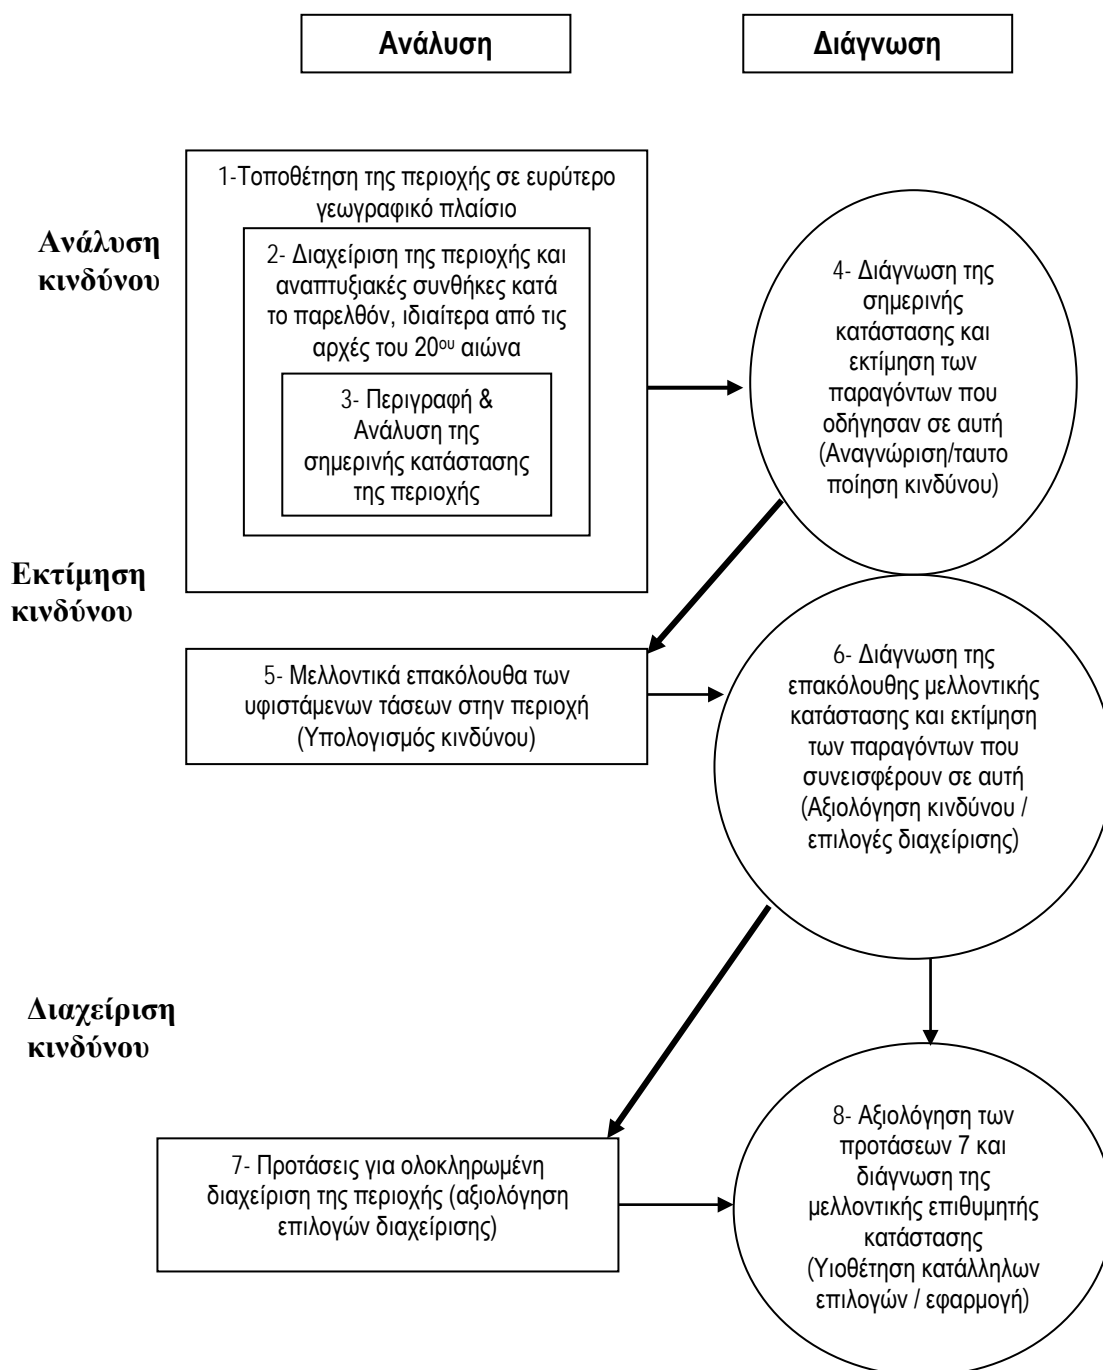 Ανάλυση
Διάγνωση
Ανάλυση
κινδύνου
1-Τοποθέτηση της περιοχής σε ευρύτερο
γεωγραφικό πλαίσιο
2- Διαχείριση της περιοχής και
αναπτυξιακές συνθήκες κατά
το παρελθόν, ιδιαίτερα από τις
αρχές του 20ου αιώνα
3- Περιγραφή &
Ανάλυση της
σημερινής κατάστασης
της περιοχής
4- Διάγνωση της
σημερινής
κατάστασης και
εκτίμηση των
παραγόντων που
οδήγησαν σε αυτή
(Αναγνώριση/ταυτο
ποίηση κινδύνου)
Εκτίμηση
κινδύνου
5- Μελλοντικά επακόλουθα των
υφιστάμενων τάσεων στην περιοχή
(Υπολογισμός κινδύνου)
6- Διάγνωση της
επακόλουθης μελλοντικής
κατάστασης και εκτίμηση
των παραγόντων που
συνεισφέρουν σε αυτή
(Αξιολόγηση κινδύνου /
επιλογές διαχείρισης)
Διαχείριση
κινδύνου
7- Προτάσεις για ολοκληρωμένη
διαχείριση της περιοχής (αξιολόγηση
επιλογών διαχείρισης)
8- Αξιολόγηση των
προτάσεων 7 και
διάγνωση της
μελλοντικής επιθυμητής
κατάστασης
(Υιοθέτηση κατάλληλων
επιλογών / εφαρμογή)